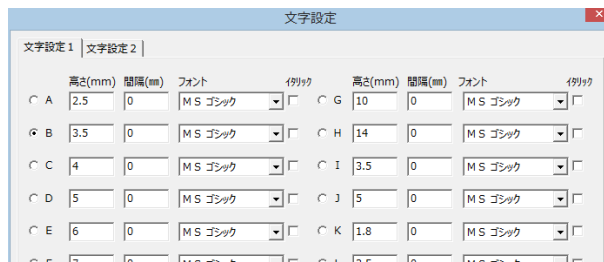 文字設定
文字設定1 文字設定2
高さ(mm) 間隔(㎜) フォント イタリック 高さ(mm) 間隔(㎜) フォント イタリック
A 2.5 0 MS ゴシック G 10 0 MS ゴシック
B 3.5 0 MS ゴシック H 14 0 MS ゴシック
C 4 0 MS ゴシック I 3.5 0 MS ゴシック
D 5 0 MS ゴシック J 5 0 MS ゴシック
E 6 0 MS ゴシック K 1.8 0 MS ゴシック